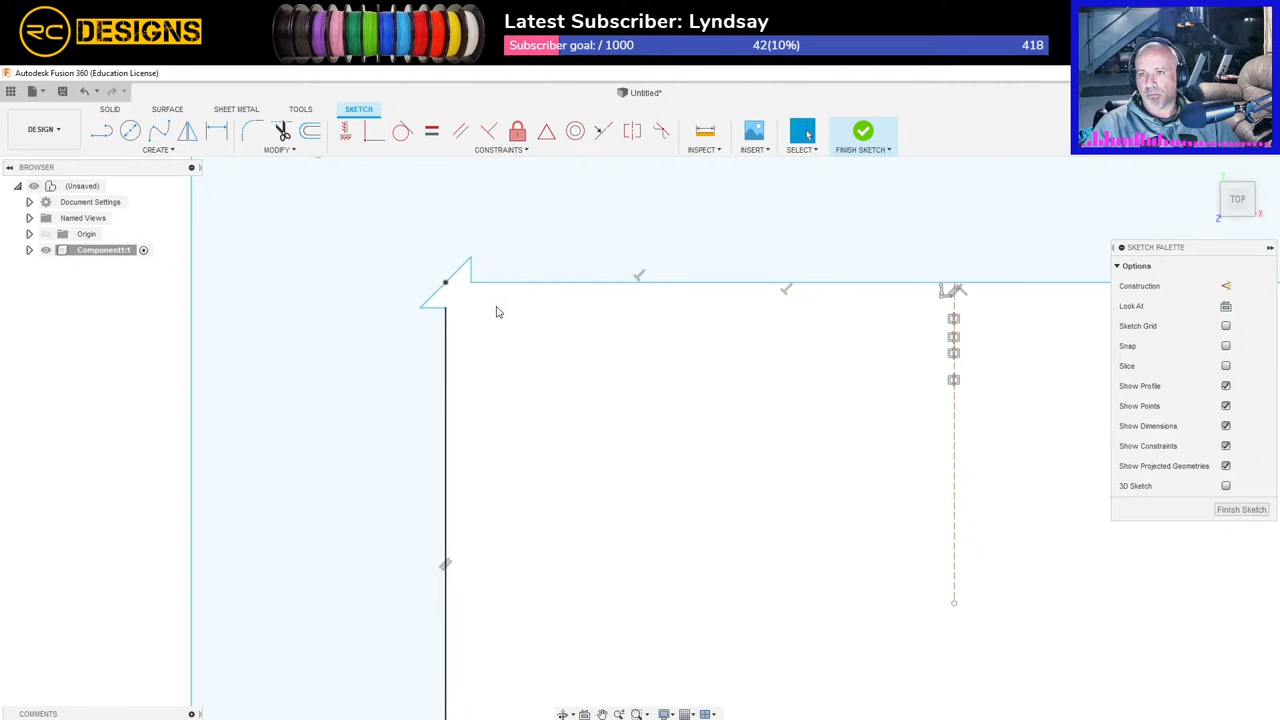 RC DESIGNS
Latest Subscriber: Lyndsay
Subscriber goal: / 1000
42(10%)
418
Autodesk Fusion 360 (Education License)
Untitled*
SOLID
SURFACE
SHEET METAL
TOOLS
SKETCH
DESIGN
CREATE
MODIFY
CONSTRAINTS
INSPECT
INSERT
SELECT
FINISH SKETCH
BROWSER
(Unsaved)
Document Settings
Named Views
Origin
Component1:1
TOP
Y
X
Z
SKETCH PALETTE
Options
Construction
Look At
Sketch Grid
Snap
Slice
Show Profile
Show Points
Show Dimensions
Show Constraints
Show Projected Geometries
3D Sketch
Finish Sketch
COMMENTS